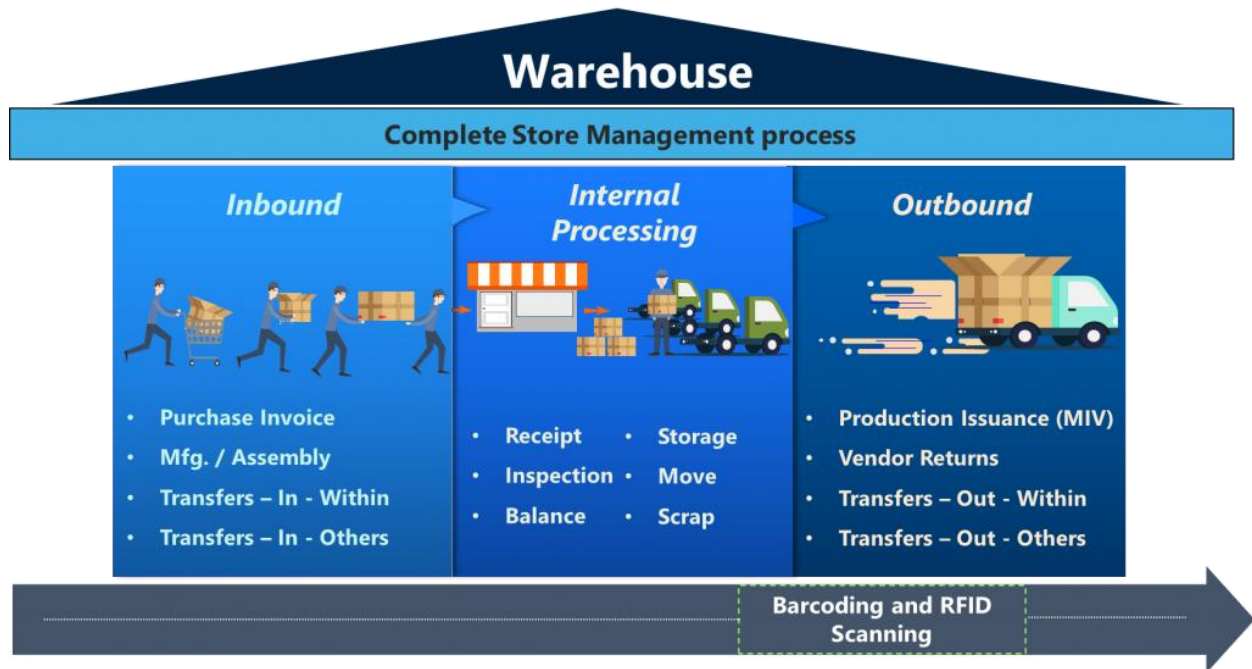 Warehouse
Complete Store Management process
Inbound
• Purchase Invoice
• Mfg. / Assembly
• Transfers – In - Within
• Transfers – In - Others
Internal
Processing
• Receipt
• Inspection
• Balance
• Storage
• Move
• Scrap
Outbound
• Production Issuance (MIV)
• Vendor Returns
• Transfers – Out - Within
• Transfers – Out - Others
Barcoding and RFID
Scanning